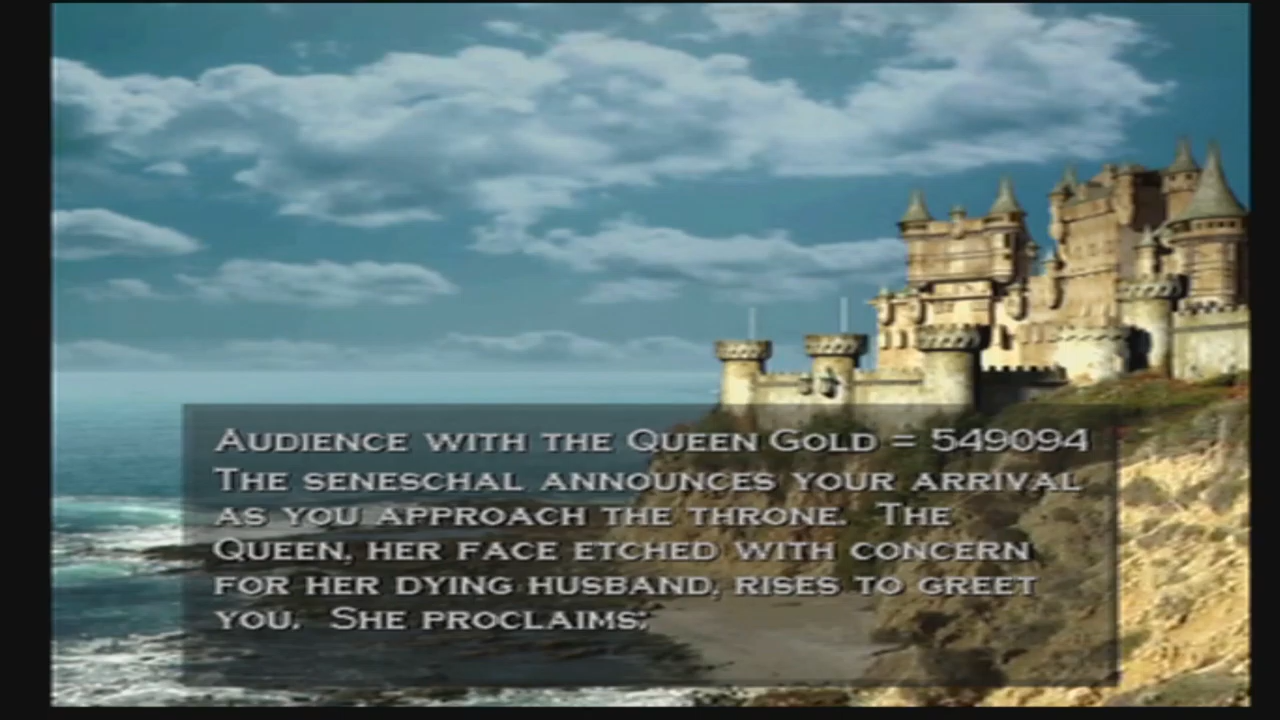 Audience with the Queen Gold = 549094
The seneschal announces your arrival
as you approach the throne.  The
Queen, her face etched with concern
for her dying husband, rises to greet
you.  She proclaims: